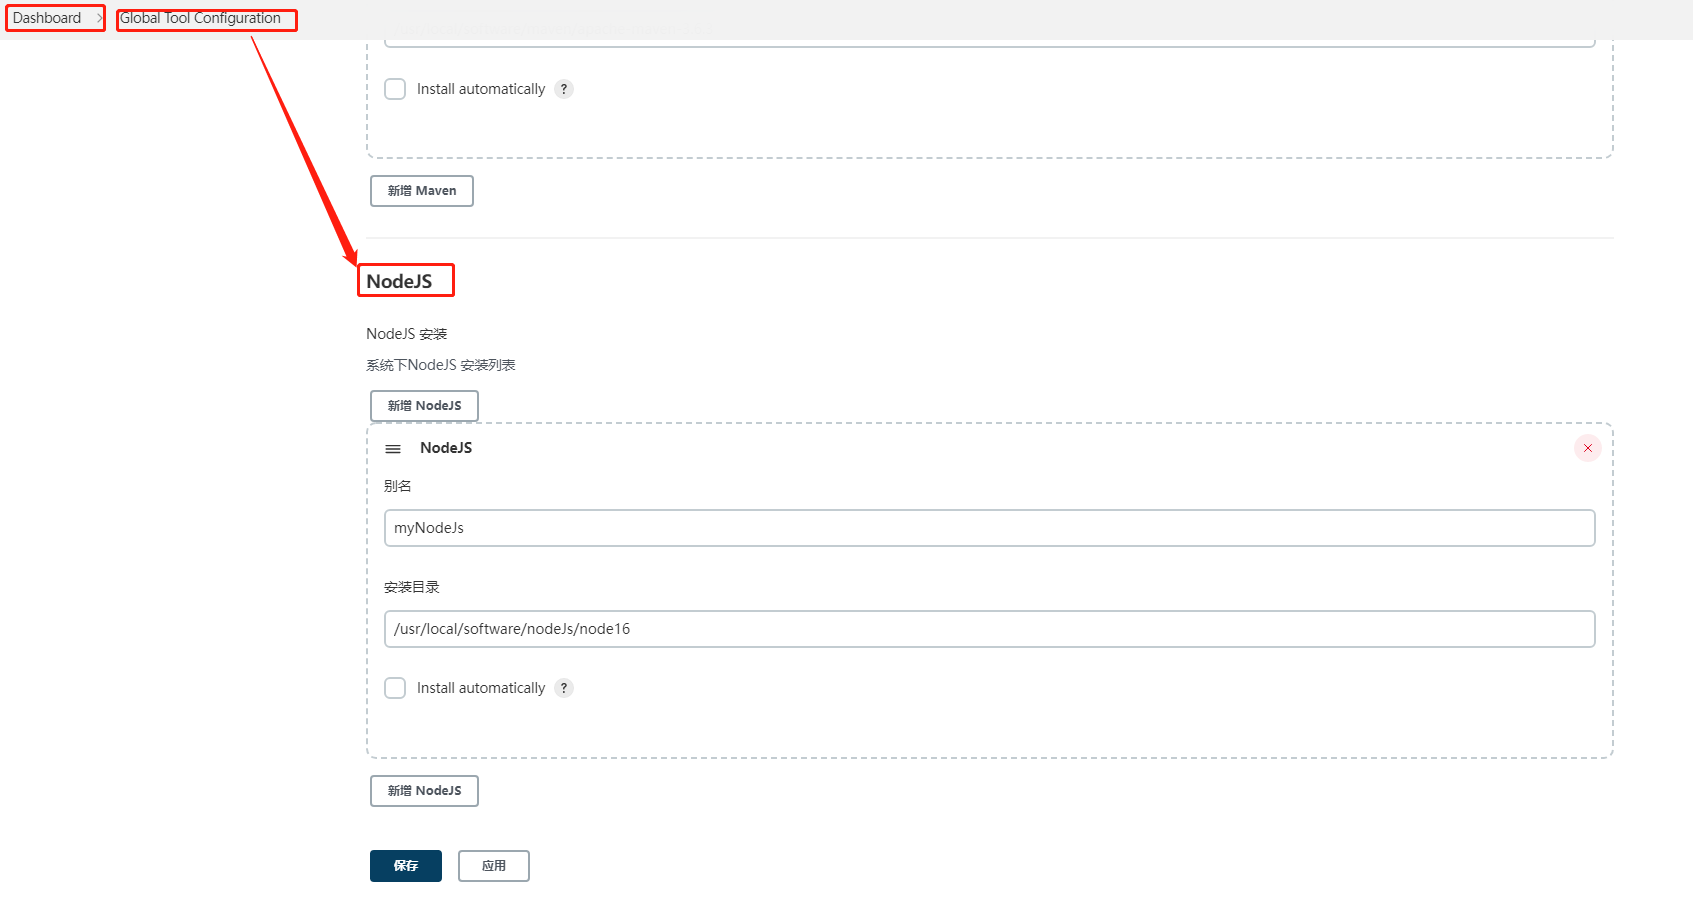 Dashboard > Global Tool Configuration
Install automatically ?
新增 Maven
NodeJS
NodeJS 安装
系统下NodeJS 安装列表
新增 NodeJS
NodeJS
别名
myNodeJs
安装目录
/usr/local/software/nodeJs/node16
Install automatically ?
新增 NodeJS
保存 应用